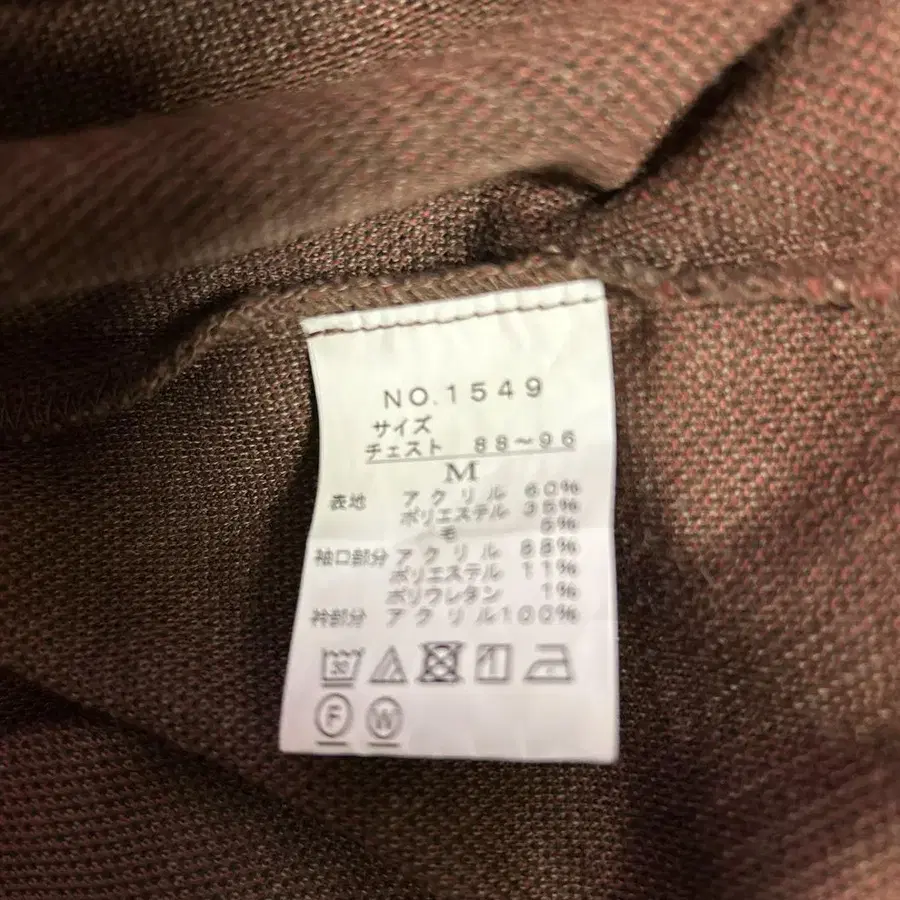 NO.1549
サイズ
チェスト 88〜96
M
表地 アクリル 60%
ポリエステル 35%
毛 5%
袖口部分 アクリル 88%
ポリエステル 11%
ポリウレタン 1%
衿部分 アクリル100%
30
F W